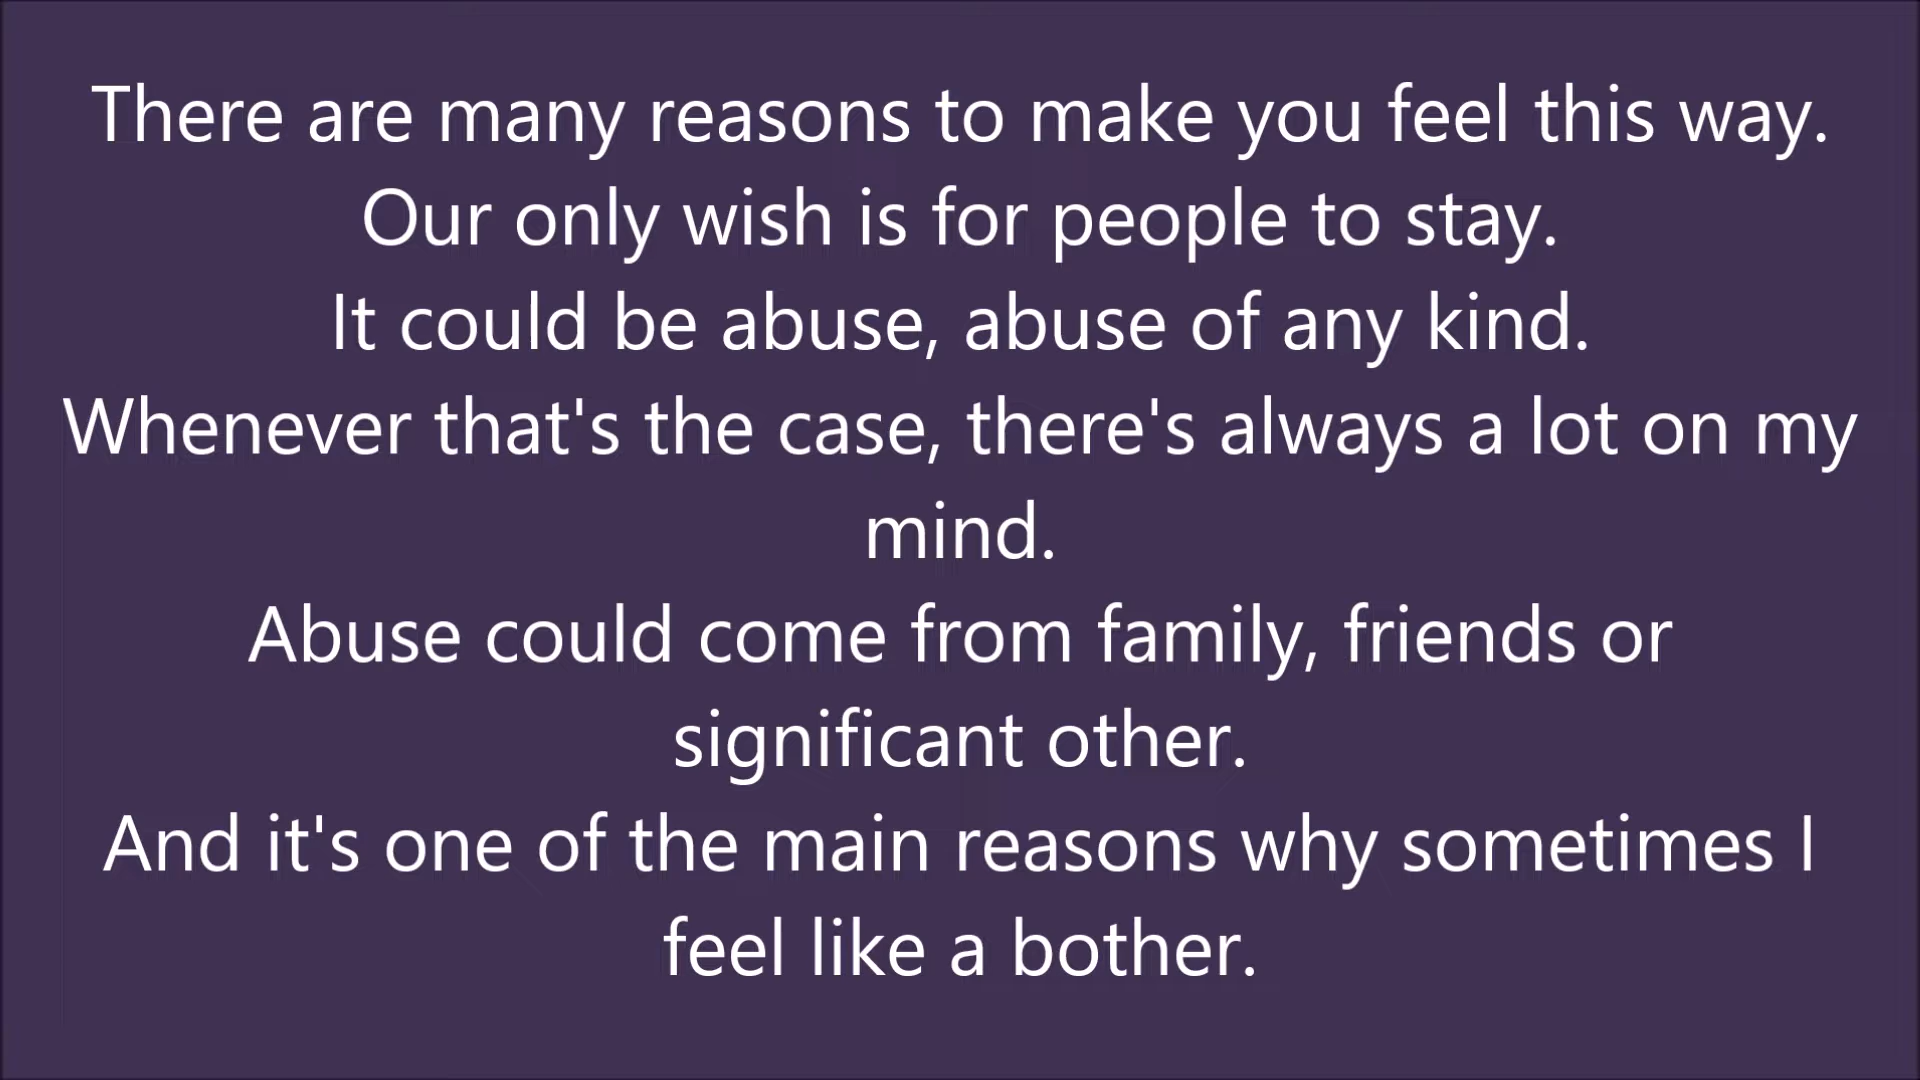 There are many reasons to make you feel this way.
Our only wish is for people to stay.
It could be abuse, abuse of any kind.
Whenever that's the case, there's always a lot on my
mind.
Abuse could come from family, friends or
significant other.
And it's one of the main reasons why sometimes I
feel like a bother.